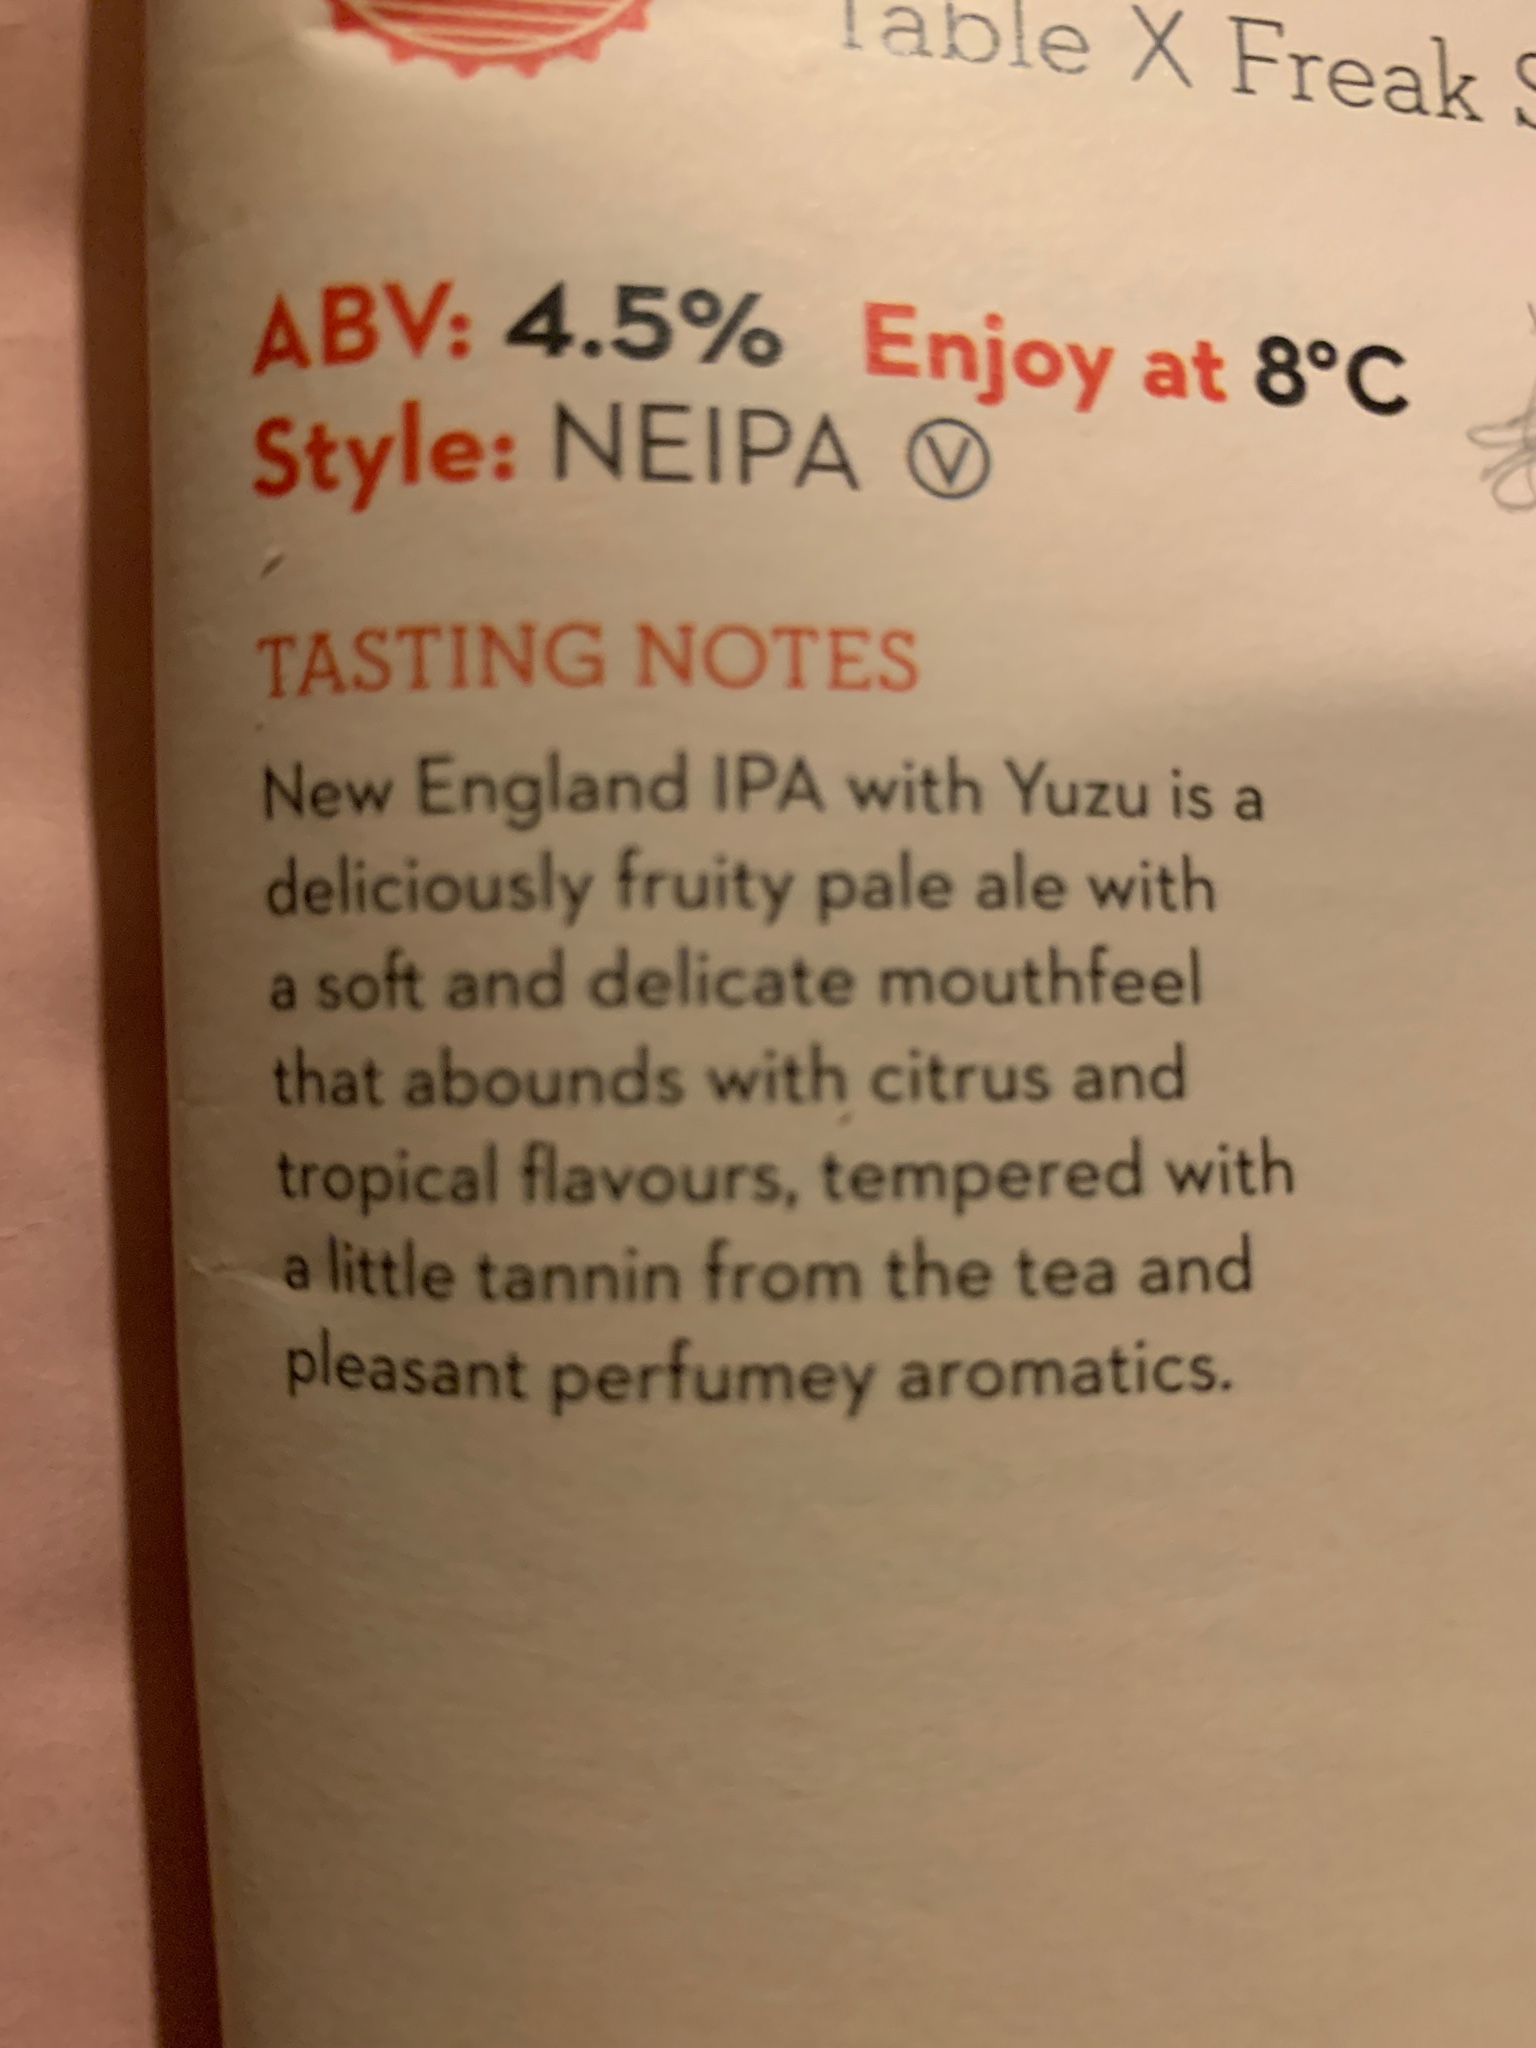 Table X Freak
ABV: 4.5% Enjoy at 8°C
Style: NEIPA Ⓥ
TASTING NOTES
New England IPA with Yuzu is a
deliciously fruity pale ale with
a soft and delicate mouthfeel
that abounds with citrus and
tropical flavours, tempered with
a little tannin from the tea and
pleasant perfumey aromatics.